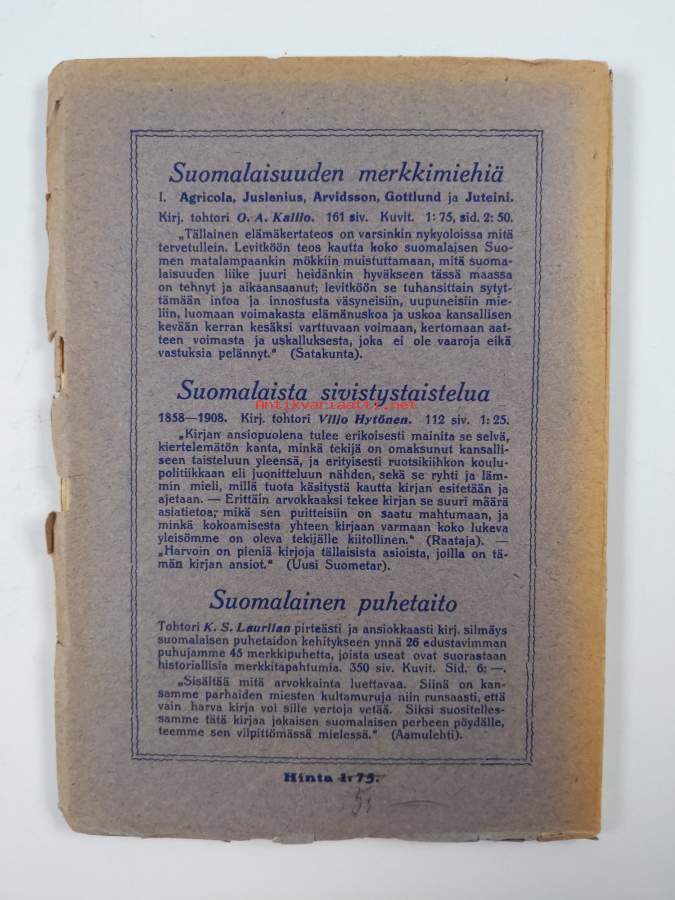 Suomalaisuuden merkkimiehiä
I. Agricola, Juslenius, Arvidsson, Gottlund ja Juteini.
Kirj. tohtori O. A. Kallio. 161 siv. Kuvit. 1:75, sid. 2:50.
„Tällainen elämäkertateos on varsinkin nykyoloissa mitä
tervetullein. Levitköön teos kautta koko suomalaisen Suo-
men matalampaankin mökkiin muistuttamaan, mitä suoma-
laisuuden liike juuri heidänkin hyväkseen tässä maassa
on tehnyt ja aikaansaanut; levitköön se tuhansittain sytyt-
tämään intoa ja innostusta väsyneisiin, uupuneisiin mie-
liin, luomaan voimakasta elämänuskoa ja uskoa kansallisen
kevään kerran kesäksi varttuvaan voimaan, kertomaan aat-
teen voimasta ja uskalluksesta, joka ei ole vaaroja eikä
vastuksia pelännyt.“ (Satakunta).
Suomalaista sivistystaistelua
Antikvariaatti.net
1858—1908. Kirj. tohtori Viljo Hytönen. 112 siv. 1:25.
„Kirjan ansiopuolena tulee erikoisesti mainita se selvä,
kiertelemätön kanta, minkä tekijä on omaksunut kansalli-
seen taisteluun yleensä, ja erityisesti ruotsikiihkon koulu-
politiikkaan eli juonitteluun nähden, sekä se ryhti ja läm-
min mieli, millä tuota käsitystä kautta kirjan esitetään ja
ajetaan. — Erittäin arvokkaaksi tekee kirjan se suuri määrä
asiatietoa, mikä sen puitteisiin on saatu mahtumaan, ja
minkä kokoamisesta yhteen kirjaan varmaan koko lukeva
yleisömme on oleva tekijälle kiitollinen.“ (Raataja). —
„Harvoin on pieniä kirjoja tällaisista asioista, joilla on tä-
män kirjan ansiot.“ (Uusi Suometar).
Suomalainen puhetaito
Tohtori K. S. Laurilan pirteästi ja ansiokkaasti kirj. silmäys
suomalaisen puhetaidon kehitykseen ynnä 26 edustavimman
puhujamme 45 merkkipuhetta, joista useat ovat suorastaan
historiallisia merkkitapahtumia. 350 siv. Kuvit. Sid. 6: —.
„Sisältää mitä arvokkainta luettavaa. Siinä on kan-
samme parhaiden miesten kultamuruja niin runsaasti, että
vain harva kirja voi sille vertoja vetää. Siksi suositelles-
samme tätä kirjaa jokaisen suomalaisen perheen pöydälle,
teemme sen vilpittömässä mielessä.“ (Aamulehti).
Hinta 1:75.
5: —